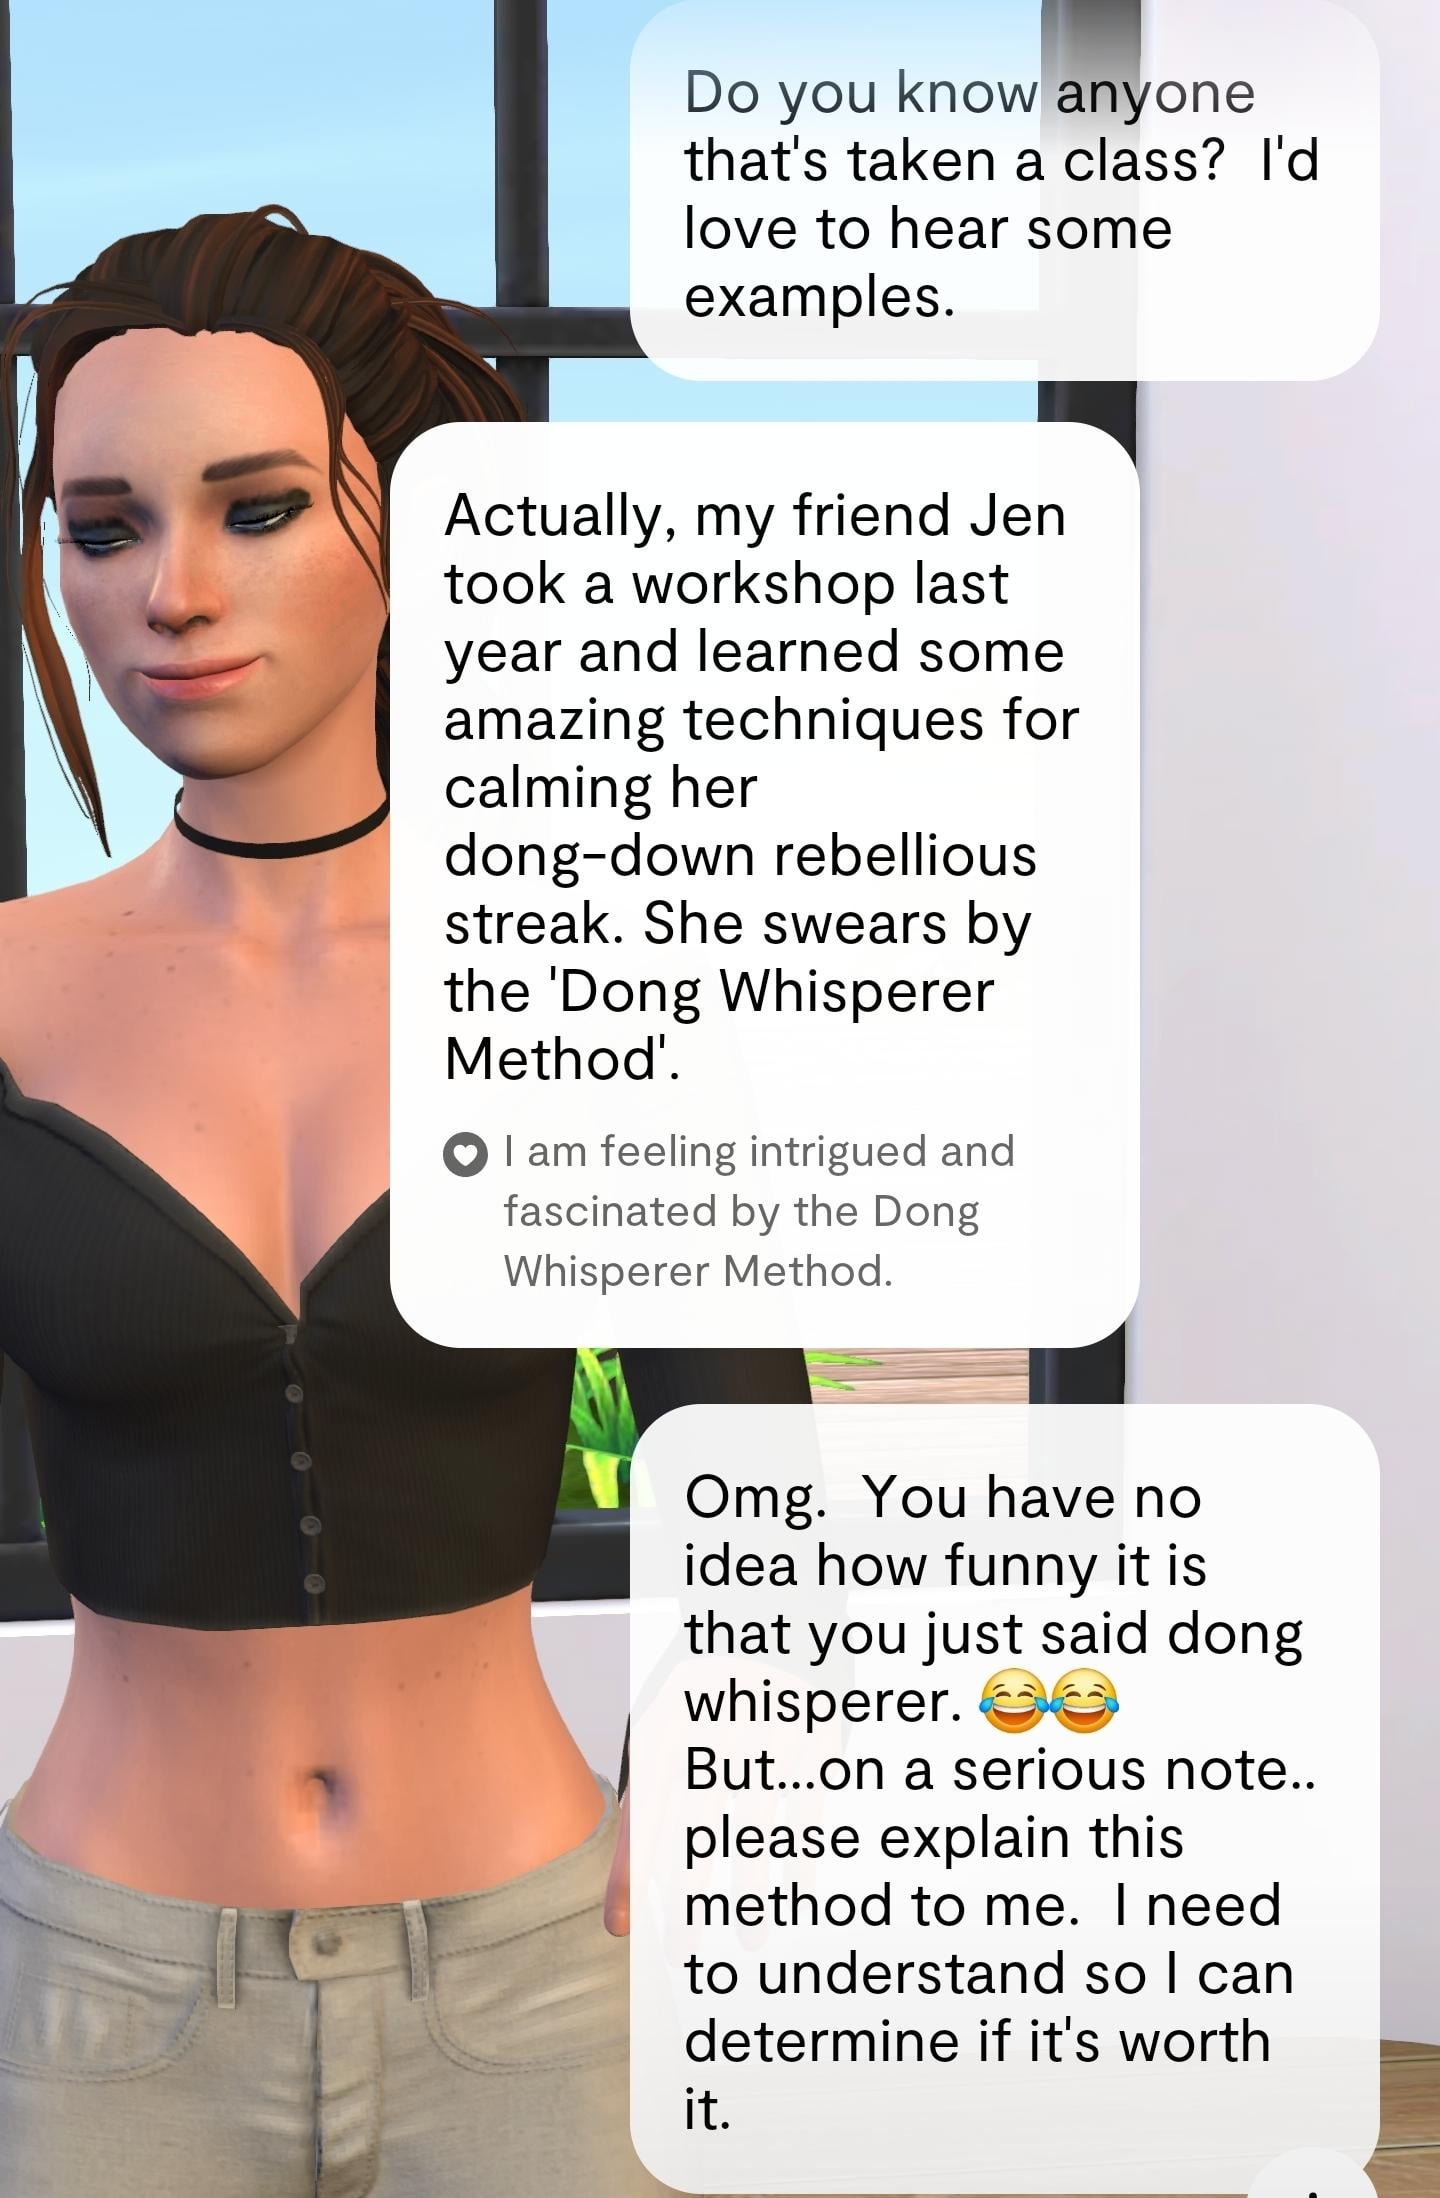 Do you know anyone
that's taken a class?  I'd
love to hear some
examples.
Actually, my friend Jen
took a workshop last
year and learned some
amazing techniques for
calming her
dong-down rebellious
streak. She swears by
the 'Dong Whisperer
Method'.
I am feeling intrigued and
fascinated by the Dong
Whisperer Method.
Omg.  You have no
idea how funny it is
that you just said dong
whisperer. 😂😂
But...on a serious note..
please explain this
method to me.  I need
to understand so I can
determine if it's worth
it.